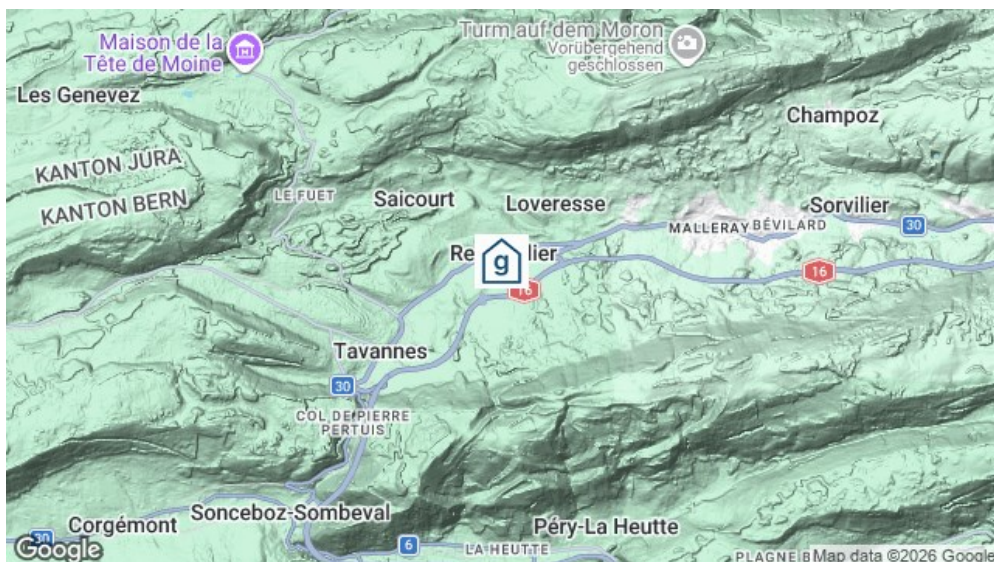 Maison de la
Tête de Moine
Turm auf dem Moron
Vorübergehend
geschlossen
Les Genevez
Champoz
KANTON JURA
KANTON BERN
LE FUET
Saicourt
Loveresse
Sorvilier
MALLERAY
BÉVILARD
30
g
16
16
Tavannes
30
COL DE PIERRE
PERTUIS
Corgémont
Sonceboz-Sombeval
Péry-La Heutte
30
6
LA HEUTTE
Google
Map data ©2026 Google